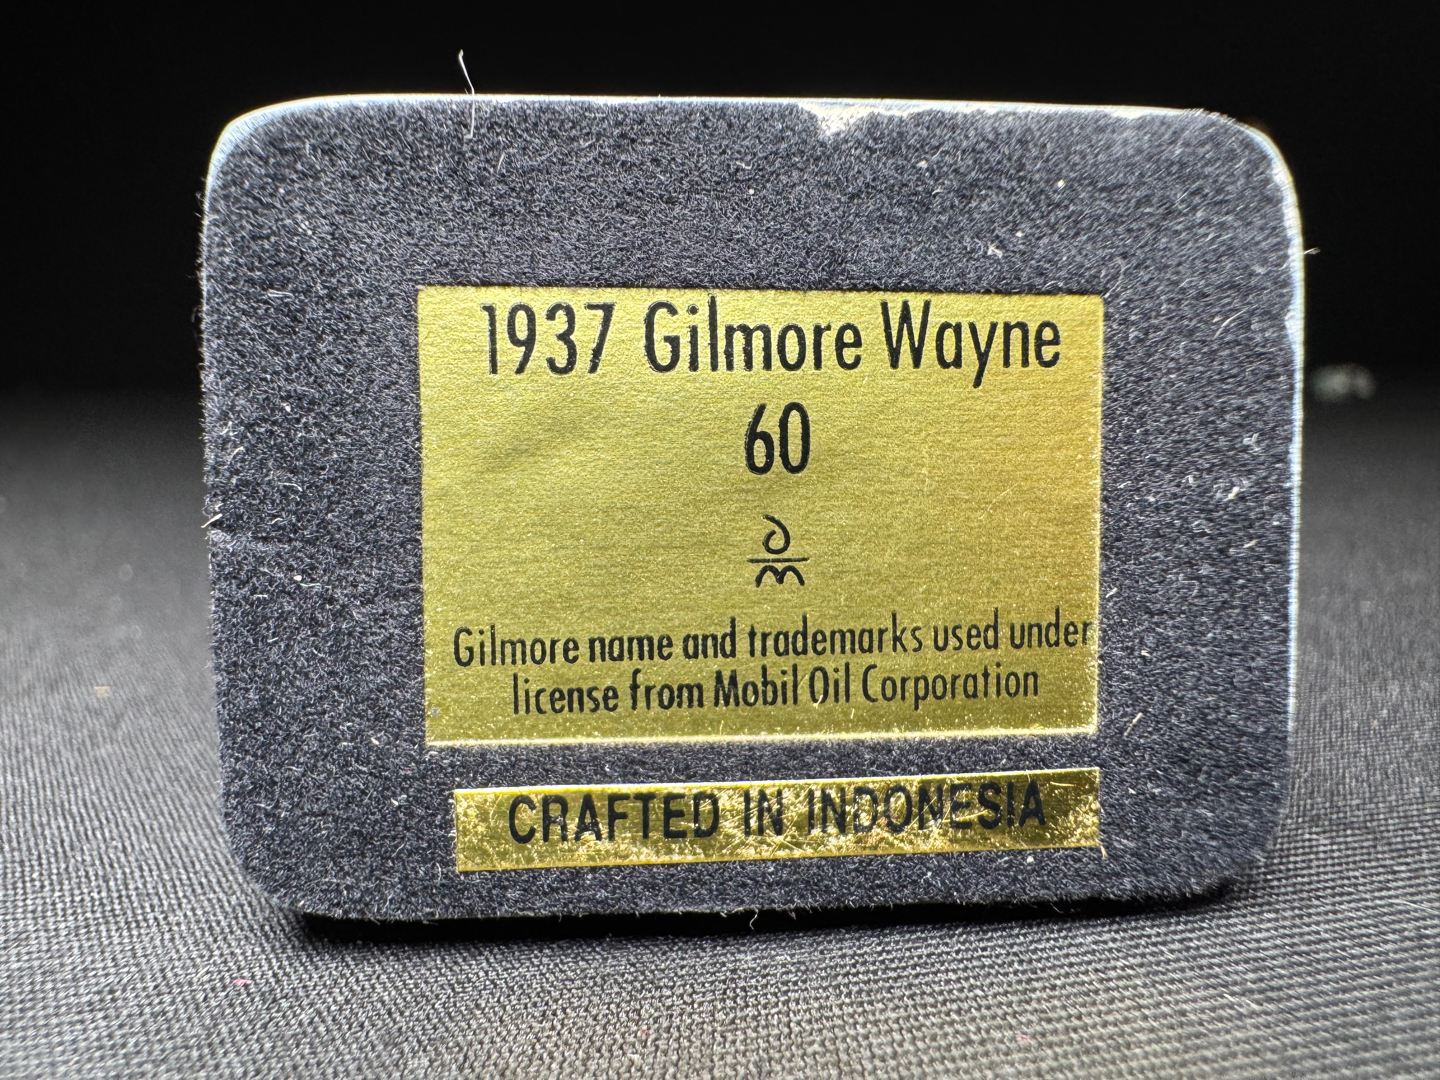 1937 Gilmore Wayne
60
Gilmore name and trademarks used under
license from Mobil Oil Corporation
CRAFTED IN INDONESIA